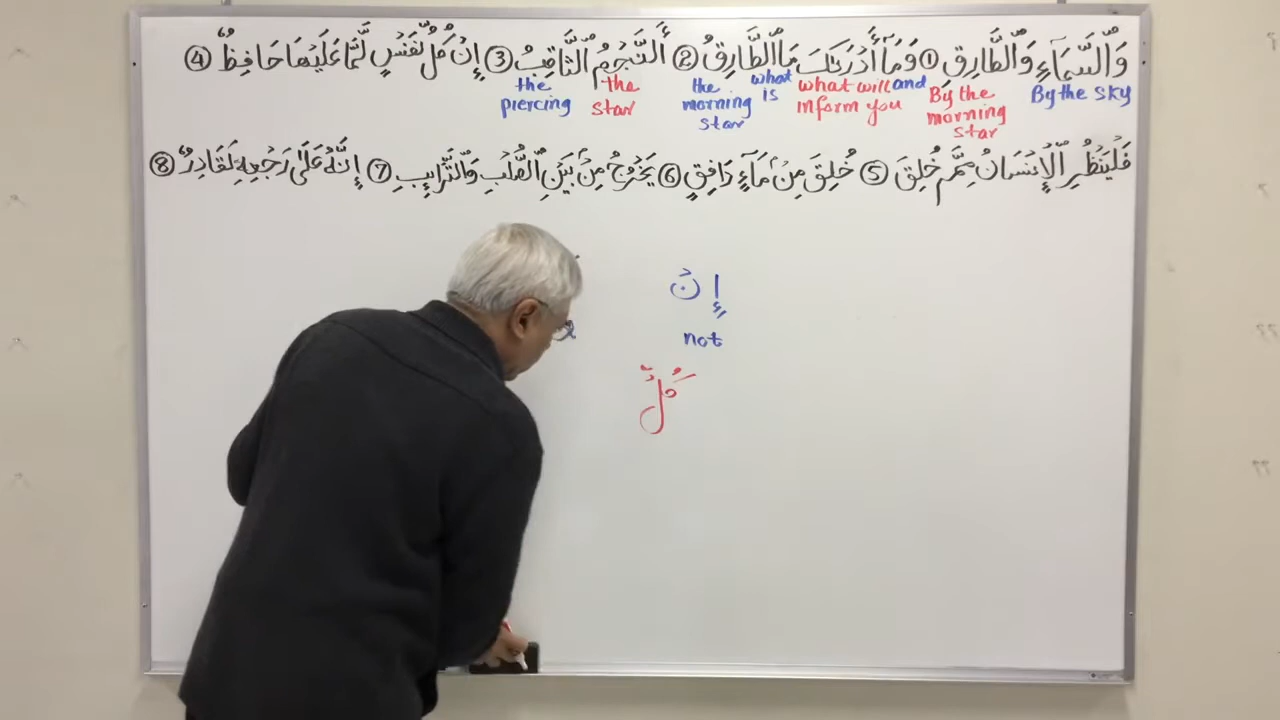 وَٱلسَّمَآءِ وَٱلطَّارِقِ ① وَمَآ أَدْرَىٰكَ مَا ٱلطَّارِقُ ② ٱلنَّجْمُ ٱلثَّاقِبُ ③ إِنْ كُلُّ نَفْسٍ لَّمَّا عَلَيْهَا حَافِظٌ ④
By the sky By the morning star and what will inform you what is the morning star the star the piercing
فَلْيَنظُرِ ٱلْإِنسَانُ مِمَّ خُلِقَ ⑤ خُلِقَ مِنْ مَآءٍ دَافِقٍ ⑥ يَخْرُجُ مِنْ بَيْنِ ٱلصُّلْبِ وَٱلتَّرَآئِبِ ⑦ إِنَّهُ عَلَىٰ رَجْعِهِ لَقَادِرٌ ⑧
إِنْ
not
كُلُّ